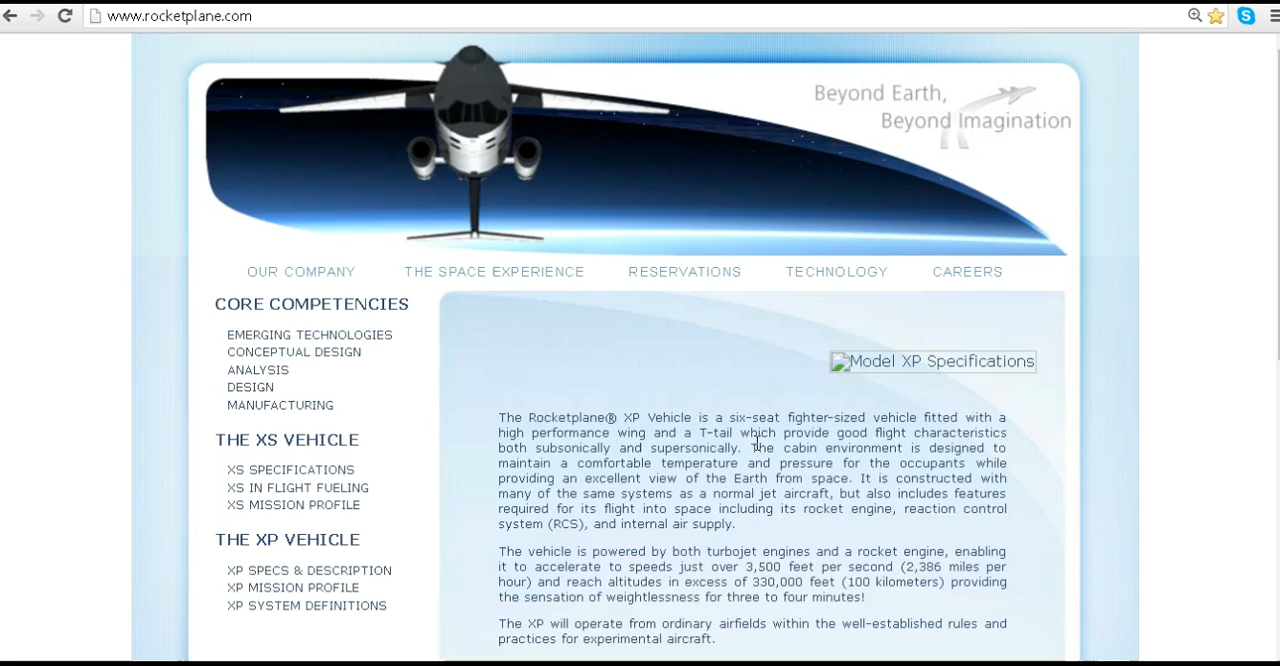 www.rocketplane.com
Beyond Earth,
Beyond Imagination
OUR COMPANY THE SPACE EXPERIENCE RESERVATIONS TECHNOLOGY CAREERS
CORE COMPETENCIES
EMERGING TECHNOLOGIES
CONCEPTUAL DESIGN
ANALYSIS
DESIGN
MANUFACTURING
THE XS VEHICLE
XS SPECIFICATIONS
XS IN FLIGHT FUELING
XS MISSION PROFILE
THE XP VEHICLE
XP SPECS & DESCRIPTION
XP MISSION PROFILE
XP SYSTEM DEFINITIONS
Model XP Specifications
The Rocketplane® XP Vehicle is a six-seat fighter-sized vehicle fitted with a
high performance wing and a T-tail which provide good flight characteristics
both subsonically and supersonically. The cabin environment is designed to
maintain a comfortable temperature and pressure for the occupants while
providing an excellent view of the Earth from space. It is constructed with
many of the same systems as a normal jet aircraft, but also includes features
required for its flight into space including its rocket engine, reaction control
system (RCS), and internal air supply.
The vehicle is powered by both turbojet engines and a rocket engine, enabling
it to accelerate to speeds just over 3,500 feet per second (2,386 miles per
hour) and reach altitudes in excess of 330,000 feet (100 kilometers) providing
the sensation of weightlessness for three to four minutes!
The XP will operate from ordinary airfields within the well-established rules and
practices for experimental aircraft.